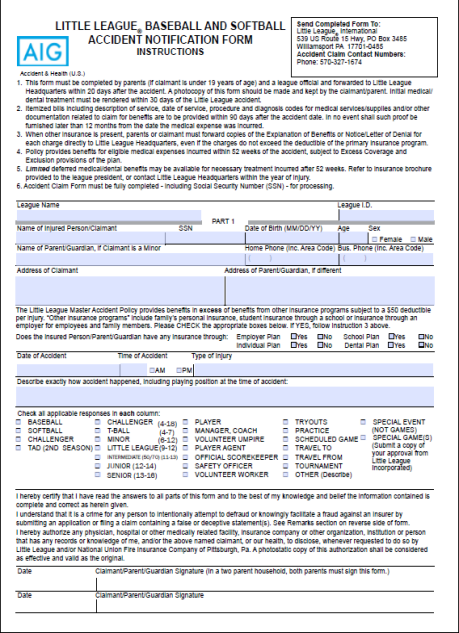 LITTLE LEAGUE® BASEBALL AND SOFTBALL
ACCIDENT NOTIFICATION FORM
INSTRUCTIONS
Send Completed Form To:
Little League® International
539 US Route 15 Hwy, PO Box 3485
Williamsport PA 17701-0485
Accident Claim Contact Numbers:
Phone: 570-327-1674
AIG
Accident & Health (U.S.)
1. This form must be completed by parents (if claimant is under 19 years of age) and a league official and forwarded to Little League
Headquarters within 20 days after the accident. A photocopy of this form should be made and kept by the claimant/parent. Initial medical/
dental treatment must be rendered within 30 days of the Little League accident.
2. Itemized bills including description of service, date of service, procedure and diagnosis codes for medical services/supplies and/or other
documentation related to claim for benefits are to be provided within 90 days after the accident date. In no event shall such proof be
furnished later than 12 months from the date the medical expense was incurred.
3. When other insurance is present, parents or claimant must forward copies of the Explanation of Benefits or Notice/Letter of Denial for
each charge directly to Little League Headquarters, even if the charges do not exceed the deductible of the primary insurance program.
4. Policy provides benefits for eligible medical expenses incurred within 52 weeks of the accident, subject to Excess Coverage and
Exclusion provisions of the plan.
5. Limited deferred medical/dental benefits may be available for necessary treatment incurred after 52 weeks. Refer to insurance brochure
provided to the league president, or contact Little League Headquarters within the year of injury.
6. Accident Claim Form must be fully completed - including Social Security Number (SSN) - for processing.
League Name League I.D.
PART 1
Name of Injured Person/Claimant SSN Date of Birth (MM/DD/YY) Age Sex
Female Male
Name of Parent/Guardian, if Claimant is a Minor Home Phone (Inc. Area Code) Bus. Phone (Inc. Area Code)
( ) ( )
Address of Claimant Address of Parent/Guardian, if different
The Little League Master Accident Policy provides benefits in excess of benefits from other insurance programs subject to a $50 deductible
per injury. "Other insurance programs" include family's personal insurance, student insurance through a school or insurance through an
employer for employees and family members. Please CHECK the appropriate boxes below. If YES, follow Instruction 3 above.
Does the insured Person/Parent/Guardian have any insurance through: Employer Plan Yes No School Plan Yes No
Individual Plan Yes No Dental Plan Yes No
Date of Accident Time of Accident Type of Injury
AM PM
Describe exactly how accident happened, including playing position at the time of accident:
Check all applicable responses in each column:
BASEBALL CHALLENGER (4-18) PLAYER TRYOUTS SPECIAL EVENT
SOFTBALL T-BALL (4-7) MANAGER, COACH PRACTICE (NOT GAMES)
CHALLENGER MINOR (6-12) VOLUNTEER UMPIRE SCHEDULED GAME SPECIAL GAME(S)
TAD (2ND SEASON) LITTLE LEAGUE(9-12) PLAYER AGENT TRAVEL TO (Submit a copy of
INTERMEDIATE (50/70) (11-13) OFFICIAL SCOREKEEPER TRAVEL FROM your approval from
JUNIOR (12-14) SAFETY OFFICER TOURNAMENT Little League
SENIOR (13-16) VOLUNTEER WORKER OTHER (Describe) Incorporated)
I hereby certify that I have read the answers to all parts of this form and to the best of my knowledge and belief the information contained is
complete and correct as herein given.
I understand that it is a crime for any person to intentionally attempt to defraud or knowingly facilitate a fraud against an insurer by
submitting an application or filing a claim containing a false or deceptive statement(s). See Remarks section on reverse side of form.
I hereby authorize any physician, hospital or other medically related facility, insurance company or other organization, institution or person
that has any records or knowledge of me, and/or the above named claimant, or our health, to disclose, whenever requested to do so by
Little League and/or National Union Fire Insurance Company of Pittsburgh, Pa. A photostatic copy of this authorization shall be considered
as effective and valid as the original.
Date Claimant/Parent/Guardian Signature (In a two parent household, both parents must sign this form.)
Date Claimant/Parent/Guardian Signature